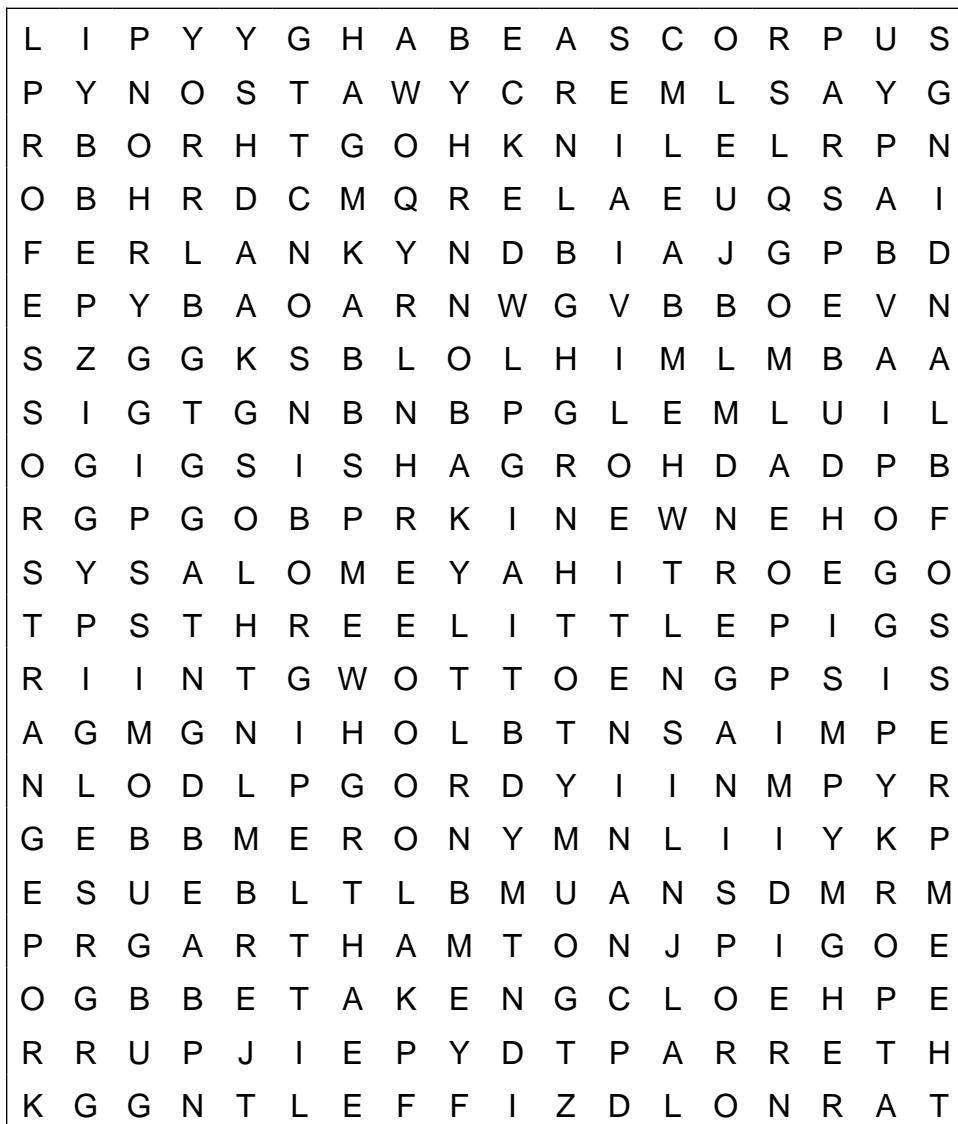 L I P Y Y G H A B E A S C O R P U S
P Y N O S T A W Y C R E M L S A Y G
R B O R H T G O H K N I L E L R P N
O B H R D C M Q R E L A E U Q S A I
F E R L A N K Y N D B I A J G P B D
E P Y B A O A R N W G V B B O E V N
S Z G G K S B L O L H I M L M B A A
S I G T G N B N B P G L E M L U I L
O G I G S I S H A G R O H D A D P B
R G P G O B P R K I N E W N E H O F
S Y S A L O M E Y A H I T R O E G O
T P S T H R E E L I T T L E P I G S
R I I N T G W O T T O E N G P S I S
A G M G N I H O L B T N S A I M P E
N L O D L P G O R D Y I I N M P Y R
G E B B M E R O N Y M N L I I Y K P
E S U E B L T L B M U A N S D M R M
P R G A R T H A M T O N J P I G O E
O G B B E T A K E N G C L O E H P E
R R U P J I E P Y D T P A R R E T H
K G G N T L E F F I Z D L O N R A T